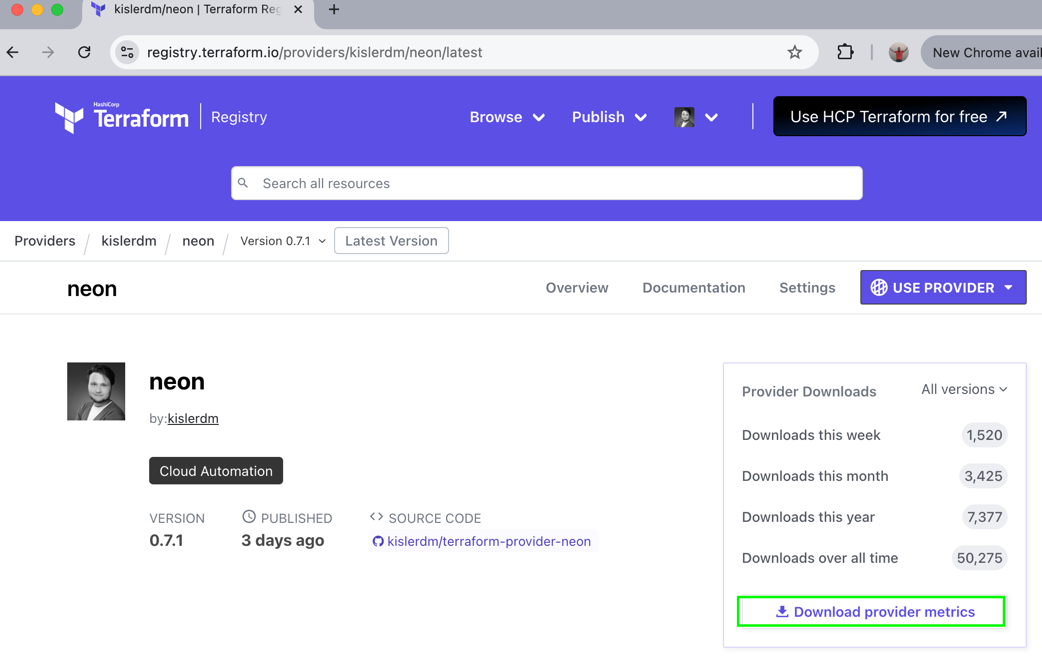 kislerdm/neon | Terraform Reg
registry.terraform.io/providers/kislerdm/neon/latest
New Chrome avail
HashiCorp
Terraform
Registry
Browse
Publish
Use HCP Terraform for free
Search all resources
Providers / kislerdm / neon / Version 0.7.1
Latest Version
neon
Overview
Documentation
Settings
USE PROVIDER
neon
by:kislerdm
Cloud Automation
VERSION
0.7.1
PUBLISHED
3 days ago
SOURCE CODE
kislerdm/terraform-provider-neon
Provider Downloads
All versions
Downloads this week 1,520
Downloads this month 3,425
Downloads this year 7,377
Downloads over all time 50,275
Download provider metrics